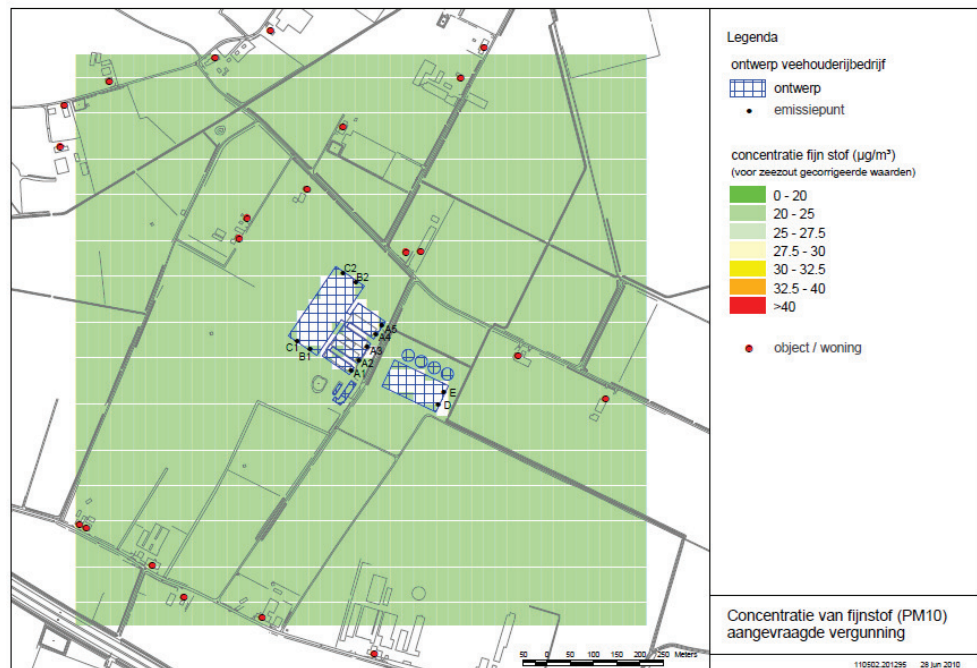 C2
B2
A5
A4
A3
A2
A1
C1
B1
E
D
50 0 50 100 150 200 250 Meters
Legenda
ontwerp veehouderijbedrijf
ontwerp
emissiepunt
concentratie fijn stof (µg/m³)
(voor zeezout gecorrigeerde waarden)
0 - 20
20 - 25
25 - 27.5
27.5 - 30
30 - 32.5
32.5 - 40
>40
object / woning
Concentratie van fijnstof (PM10)
aangevraagde vergunning
110502.201295 28 jun 2010